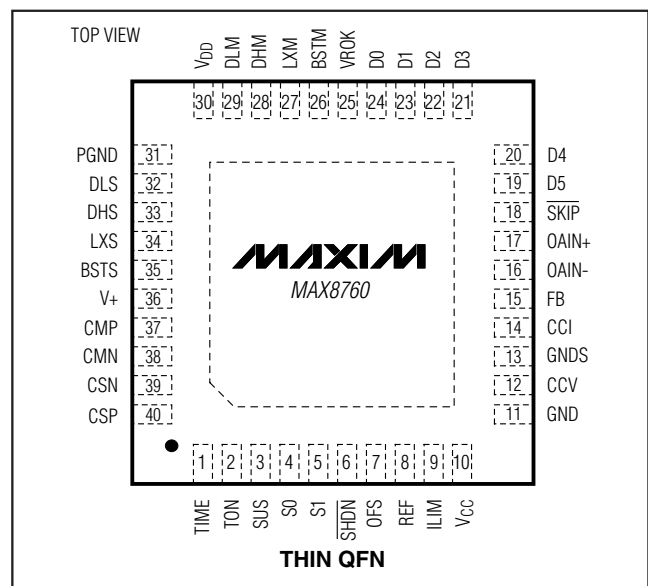 TOP VIEW
VDD DLM DHM LXM BSTM VROK D0 D1 D2 D3
30 29 28 27 26 25 24 23 22 21
PGND 31
DLS 32
DHS 33
LXS 34
BSTS 35
V+ 36
CMP 37
CMN 38
CSN 39
CSP 40
MAXIM
MAX8760
20 D4
19 D5
18 SKIP
17 OAIN+
16 OAIN-
15 FB
14 CCI
13 GNDS
12 CCV
11 GND
1 2 3 4 5 6 7 8 9 10
TIME TON SUS S0 S1 SHDN OFS REF ILIM VCC
THIN QFN